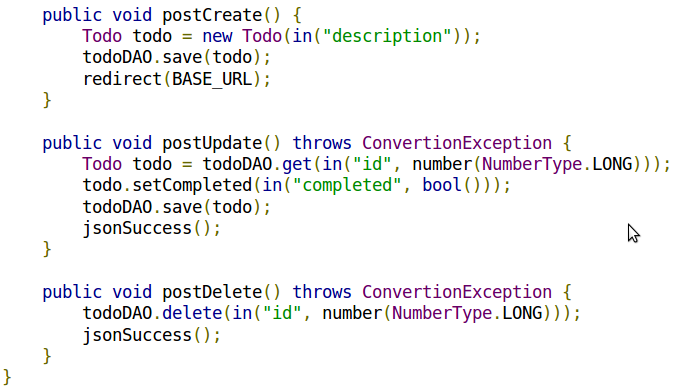 public void postCreate() {
Todo todo = new Todo(in("description"));
todoDAO.save(todo);
redirect(BASE_URL);
}
public void postUpdate() throws ConvertionException {
Todo todo = todoDAO.get(in("id", number(NumberType.LONG)));
todo.setCompleted(in("completed", bool()));
todoDAO.save(todo);
jsonSuccess();
}
public void postDelete() throws ConvertionException {
todoDAO.delete(in("id", number(NumberType.LONG)));
jsonSuccess();
}
}